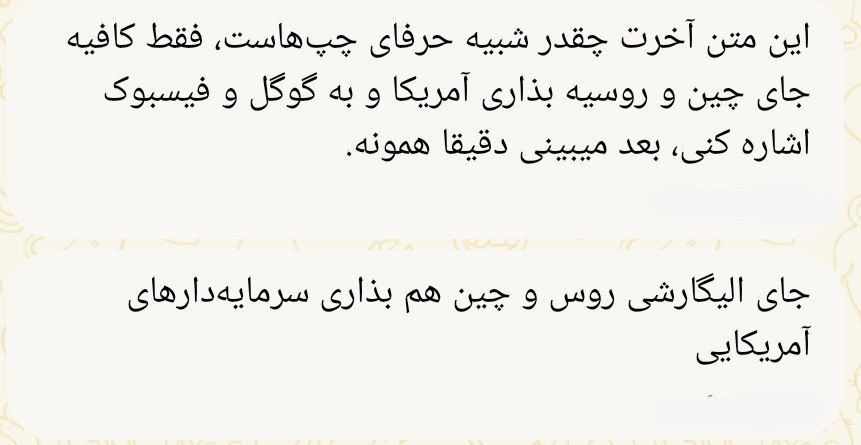 این متن آخرت چقدر شبیه حرفای چپ‌هاست، فقط کافیه
جای چین و روسیه بذاری آمریکا و به گوگل و فیسبوک
اشاره کنی، بعد میبینی دقیقا همونه.
جای الیگارشی روس و چین هم بذاری سرمایه‌دارهای
آمریکایی